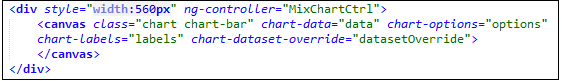 <div style="width:560px" ng-controller="MixChartCtrl">
<canvas class="chart chart-bar" chart-data="data" chart-options="options"
chart-labels="labels" chart-dataset-override="datasetOverride">
</canvas>
</div>